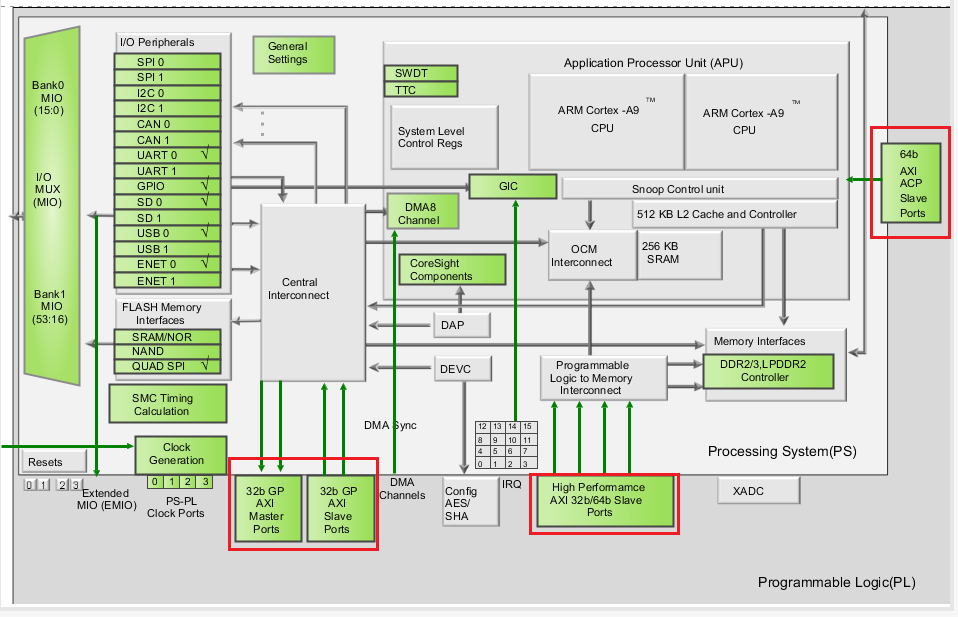 I/O Peripherals
SPI 0
SPI 1
I2C 0
I2C 1
CAN 0
CAN 1
UART 0 √
UART 1
GPIO √
SD 0 √
SD 1
USB 0 √
USB 1
ENET 0 √
ENET 1
Bank0
MIO
(15:0)
I/O
MUX
(MIO)
Bank1
MIO
(53:16)
FLASH Memory
Interfaces
SRAM/NOR
NAND
QUAD SPI √
SMC Timing
Calculation
Clock
Generation
Resets
0 1 2 3
0 1 2 3
Extended
MIO (EMIO)
PS-PL
Clock Ports
General
Settings
Application Processor Unit (APU)
SWDT
TTC
System Level
Control Regs
ARM Cortex -A9 ™
CPU
ARM Cortex -A9 ™
CPU
GIC
Snoop Control unit
512 KB L2 Cache and Controller
DMA8
Channel
OCM
Interconnect
256 KB
SRAM
CoreSight
Components
Central
Interconnect
DAP
DEVC
Memory Interfaces
DDR2/3,LPDDR2
Controller
Programmable
Logic to Memory
Interconnect
64b
AXI
ACP
Slave
Ports
DMA Sync
12 13 14 15
8 9 10 11
4 5 6 7
0 1 2 3
Processing System(PS)
32b GP
AXI
Master
Ports
32b GP
AXI
Slave
Ports
DMA
Channels
Config
AES/
SHA
IRQ
High Perfomamce
AXI 32b/64b Slave
Ports
XADC
Programmable Logic(PL)